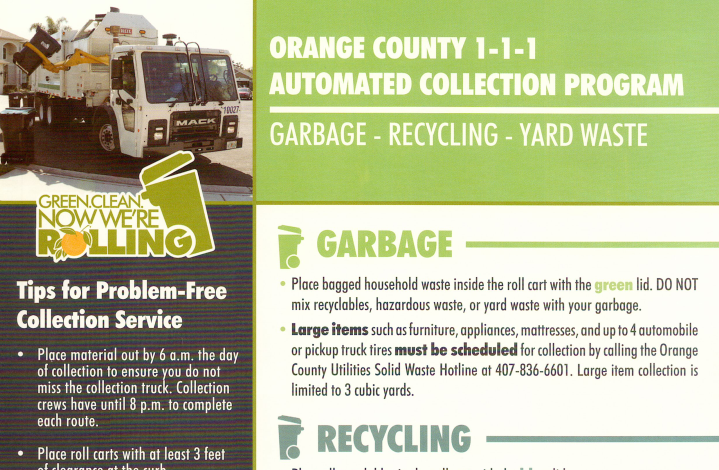 ORANGE COUNTY 1-1-1
AUTOMATED COLLECTION PROGRAM
GARBAGE - RECYCLING - YARD WASTE
MACK
10027
GREEN.CLEAN.
NOW WE'RE
ROLLING
Tips for Problem-Free
Collection Service
• Place material out by 6 a.m. the day
of collection to ensure you do not
miss the collection truck. Collection
crews have until 8 p.m. to complete
each route.
• Place roll carts with at least 3 feet
of clearance at the curb
GARBAGE
• Place bagged household waste inside the roll cart with the green lid. DO NOT
mix recyclables, hazardous waste, or yard waste with your garbage.
• Large items such as furniture, appliances, mattresses, and up to 4 automobile
or pickup truck tires must be scheduled for collection by calling the Orange
County Utilities Solid Waste Hotline at 407-836-6601. Large item collection is
limited to 3 cubic yards.
RECYCLING